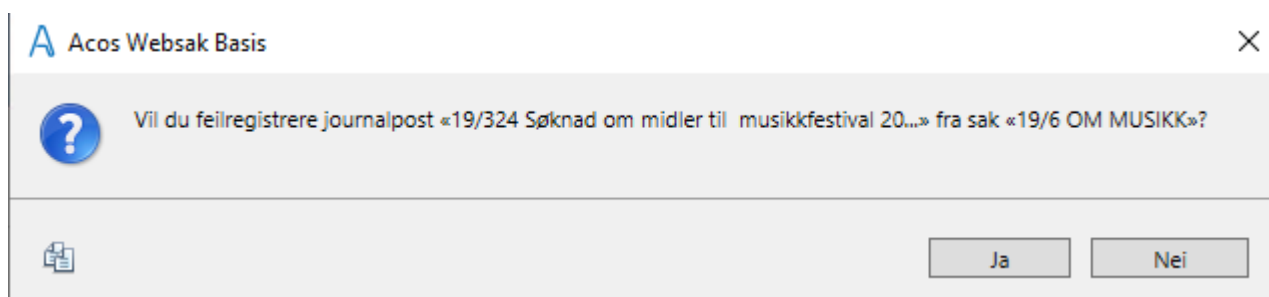 Acos Websak Basis
Vil du feilregistrere journalpost «19/324 Søknad om midler til  musikkfestival 20...» fra sak «19/6 OM MUSIKK»?
Ja
Nei